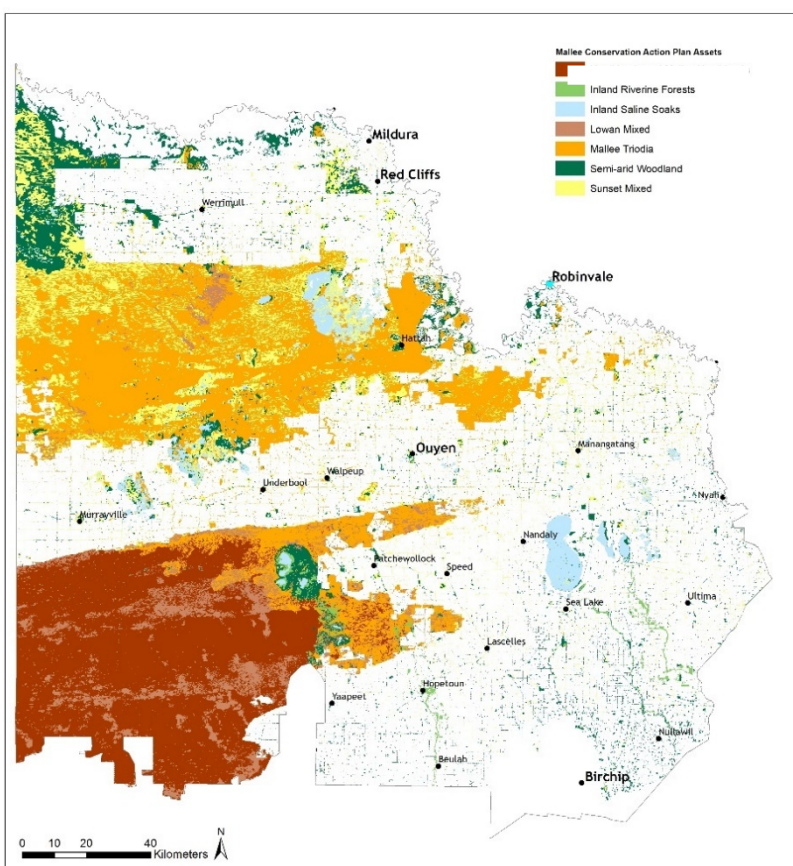 Mallee Conservation Action Plan Assets
Inland Riverine Forests
Inland Saline Soaks
Lowan Mixed
Mallee Triodia
Semi-arid Woodland
Sunset Mixed
Mildura
Red Cliffs
Werrimull
Robinvale
Hattah
Ouyen
Manangatang
Walpeup
Underbool
Nyah
Murrayville
Nandaly
Patchewollock
Speed
Ultima
Sea Lake
Lascelles
Hopetoun
Yaapeet
Nullawil
Beulah
Birchip
0 10 20 40
Kilometers
N